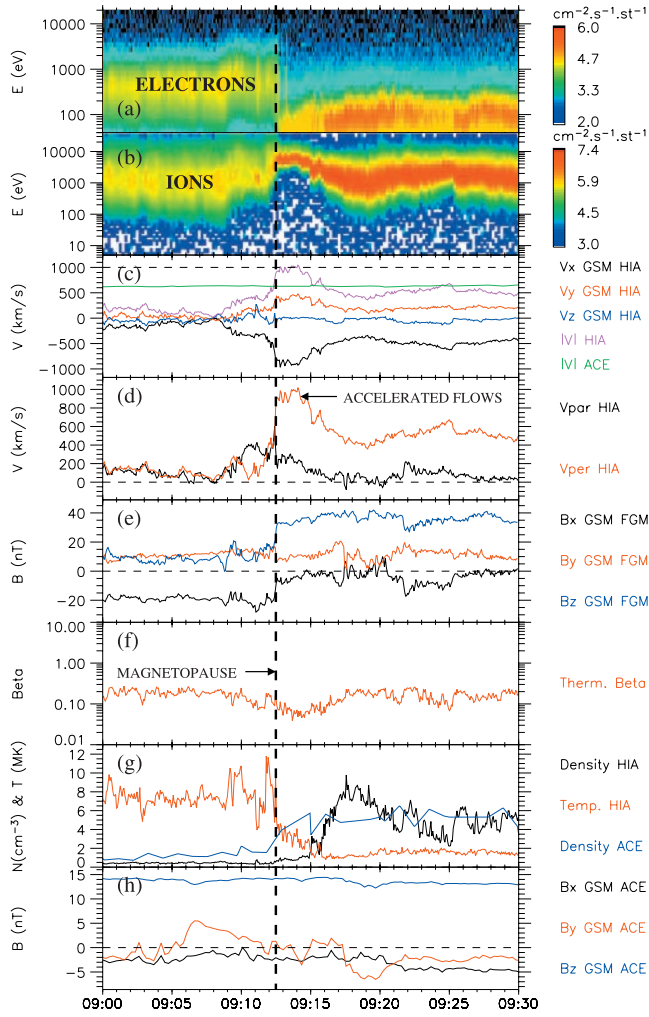 cm⁻².s⁻¹.st⁻¹
E (eV)
1000
100
ELECTRONS
(a)
6.0
4.7
3.3
2.0
cm⁻².s⁻¹.st⁻¹
E (eV)
10000
1000
100
10
(b)
IONS
7.4
5.9
4.5
3.0
V (km/s)
1000
500
0
-500
-1000
(c)
Vx GSM HIA
Vy GSM HIA
Vz GSM HIA
|V| HIA
|V| ACE
V (km/s)
1000
800
600
400
200
0
(d)
ACCELERATED FLOWS
Vpar HIA
Vper HIA
B (nT)
40
20
0
-20
(e)
Bx GSM FGM
By GSM FGM
Bz GSM FGM
Beta
10.00
1.00
0.10
0.01
(f)
MAGNETOPAUSE
Therm. Beta
N(cm⁻³) & T (MK)
12
10
8
6
4
2
0
(g)
Density HIA
Temp. HIA
Density ACE
B (nT)
15
10
5
0
-5
(h)
Bx GSM ACE
By GSM ACE
Bz GSM ACE
09:00 09:05 09:10 09:15 09:20 09:25 09:30